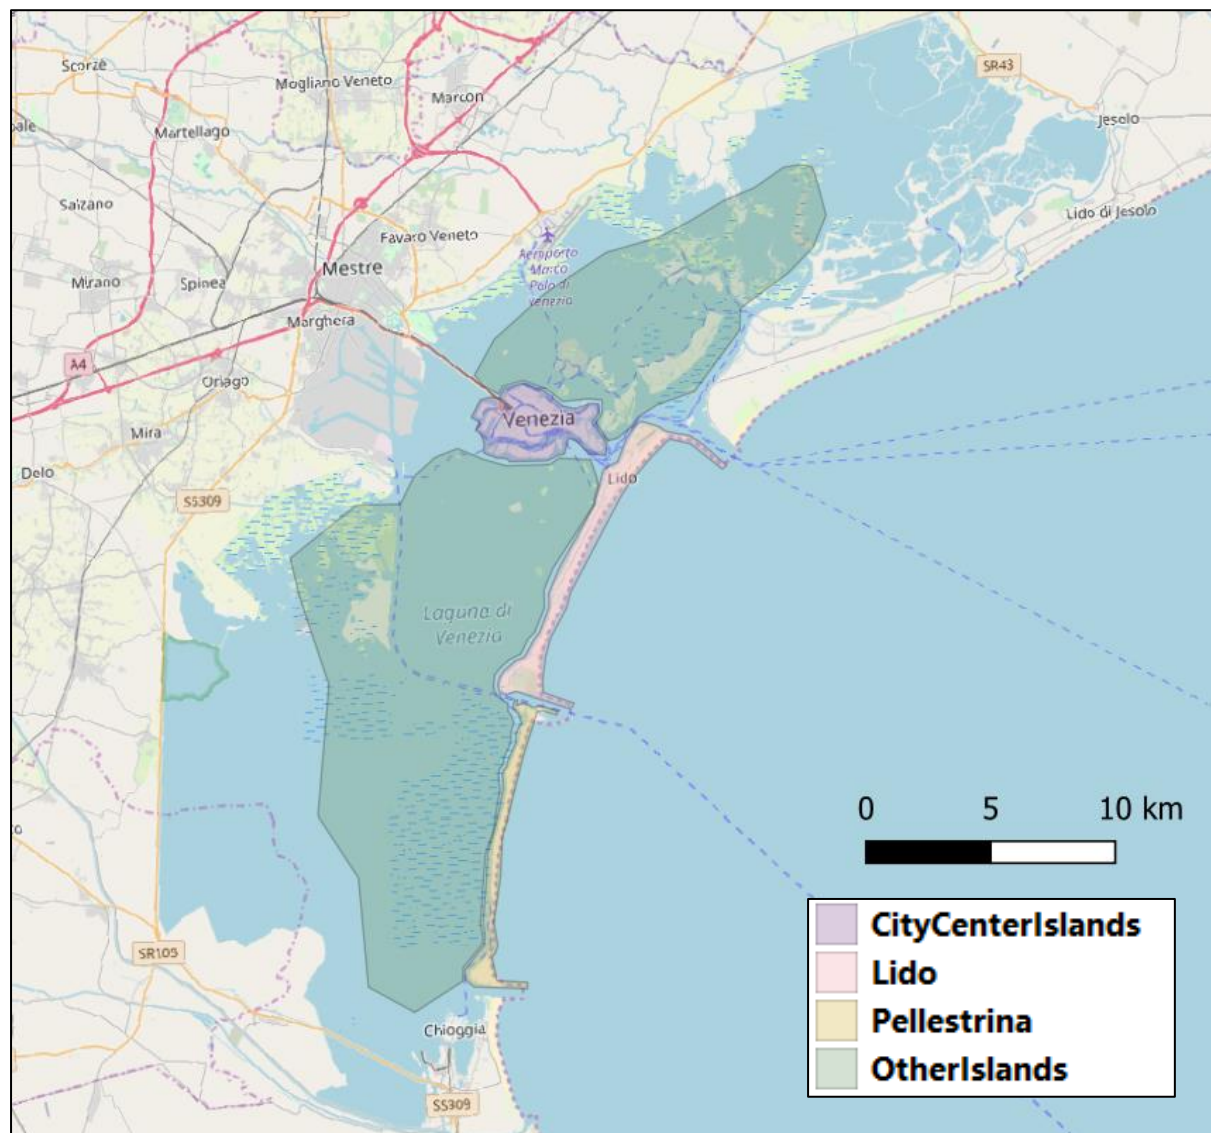 Scorzè
Mogliano Veneto
SR43
Marcon
Jesolo
Martellago
Salzano
Lido di Jesolo
Favaro Veneto
Aeroporto
Marco
Polo di
Venezia
Mestre
Mirano
Spinea
Marghera
A4
Oriago
Venezia
Mira
Dolo
Lido
SS309
Laguna di
Venezia
0 5 10 km
CityCenterIslands
Lido
Pellestrina
OtherIslands
SR105
Chioggia
SS309